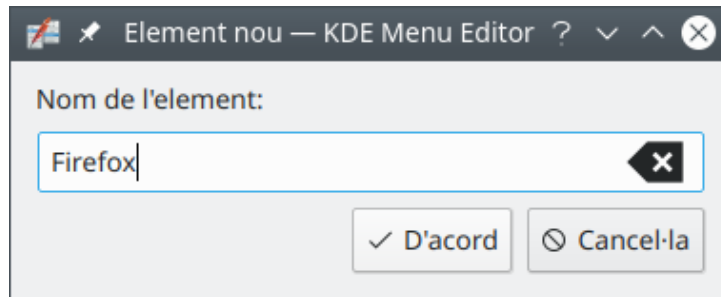 Element nou — KDE Menu Editor
Nom de l'element:
Firefox
D'acord
Cancel·la